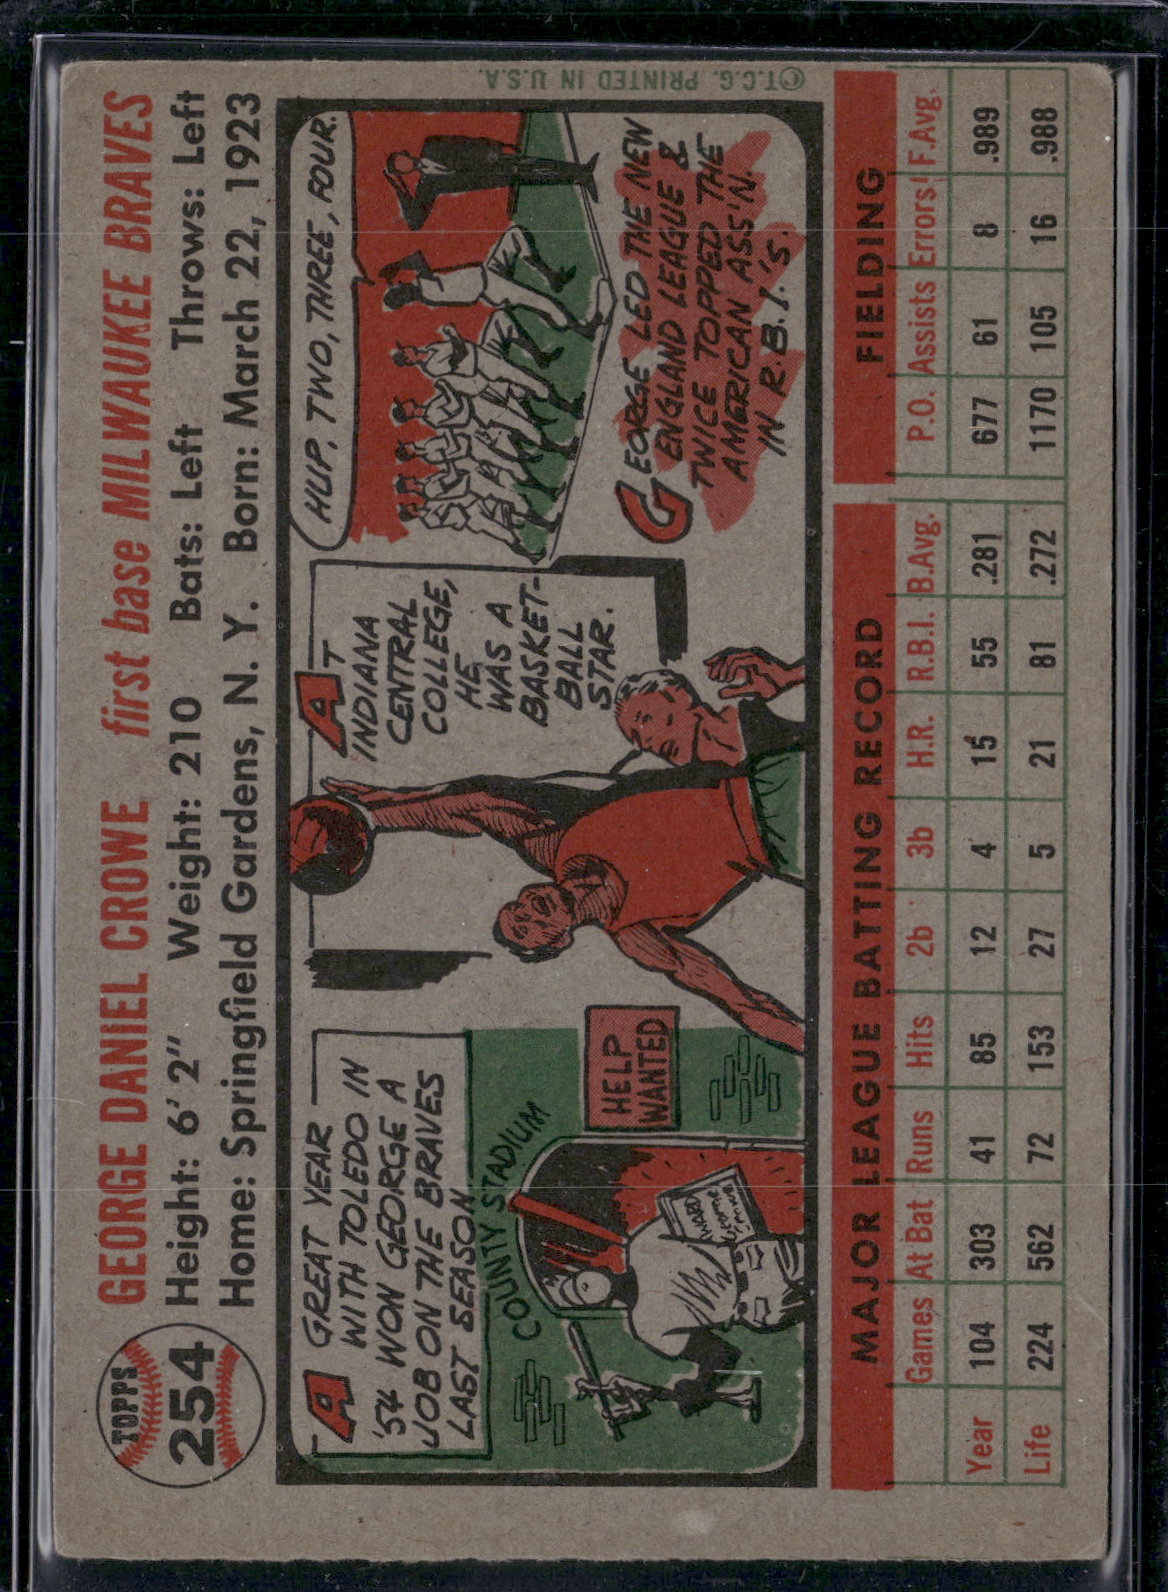 TOPPS
254
GEORGE DANIEL CROWE first base MILWAUKEE BRAVES
Height: 6' 2" Weight: 210 Bats: Left Throws: Left
Home: Springfield Gardens, N. Y. Born: March 22, 1923
A GREAT YEAR
WITH TOLEDO IN
'54 WON GEORGE A
JOB ON THE BRAVES
LAST SEASON.
COUNTY STADIUM
HELP
WANTED
AT
INDIANA
CENTRAL
COLLEGE,
HE
WAS A
BASKET-
BALL
STAR.
HUP, TWO, THREE, FOUR.
GEORGE LED THE NEW
ENGLAND LEAGUE &
TWICE TOPPED THE
AMERICAN ASS'N.
IN R.B.I.'S.
MAJOR LEAGUE BATTING RECORD FIELDING
Games At Bat Runs Hits 2b 3b H.R. R.B.I. B.Avg. P.O. Assists Errors F.Avg.
Year 104 303 41 85 12 4 15 55 .281 677 61 8 .989
Life 224 562 72 153 27 5 21 81 .272 1170 105 16 .988
©T.C.G. PRINTED IN U.S.A.